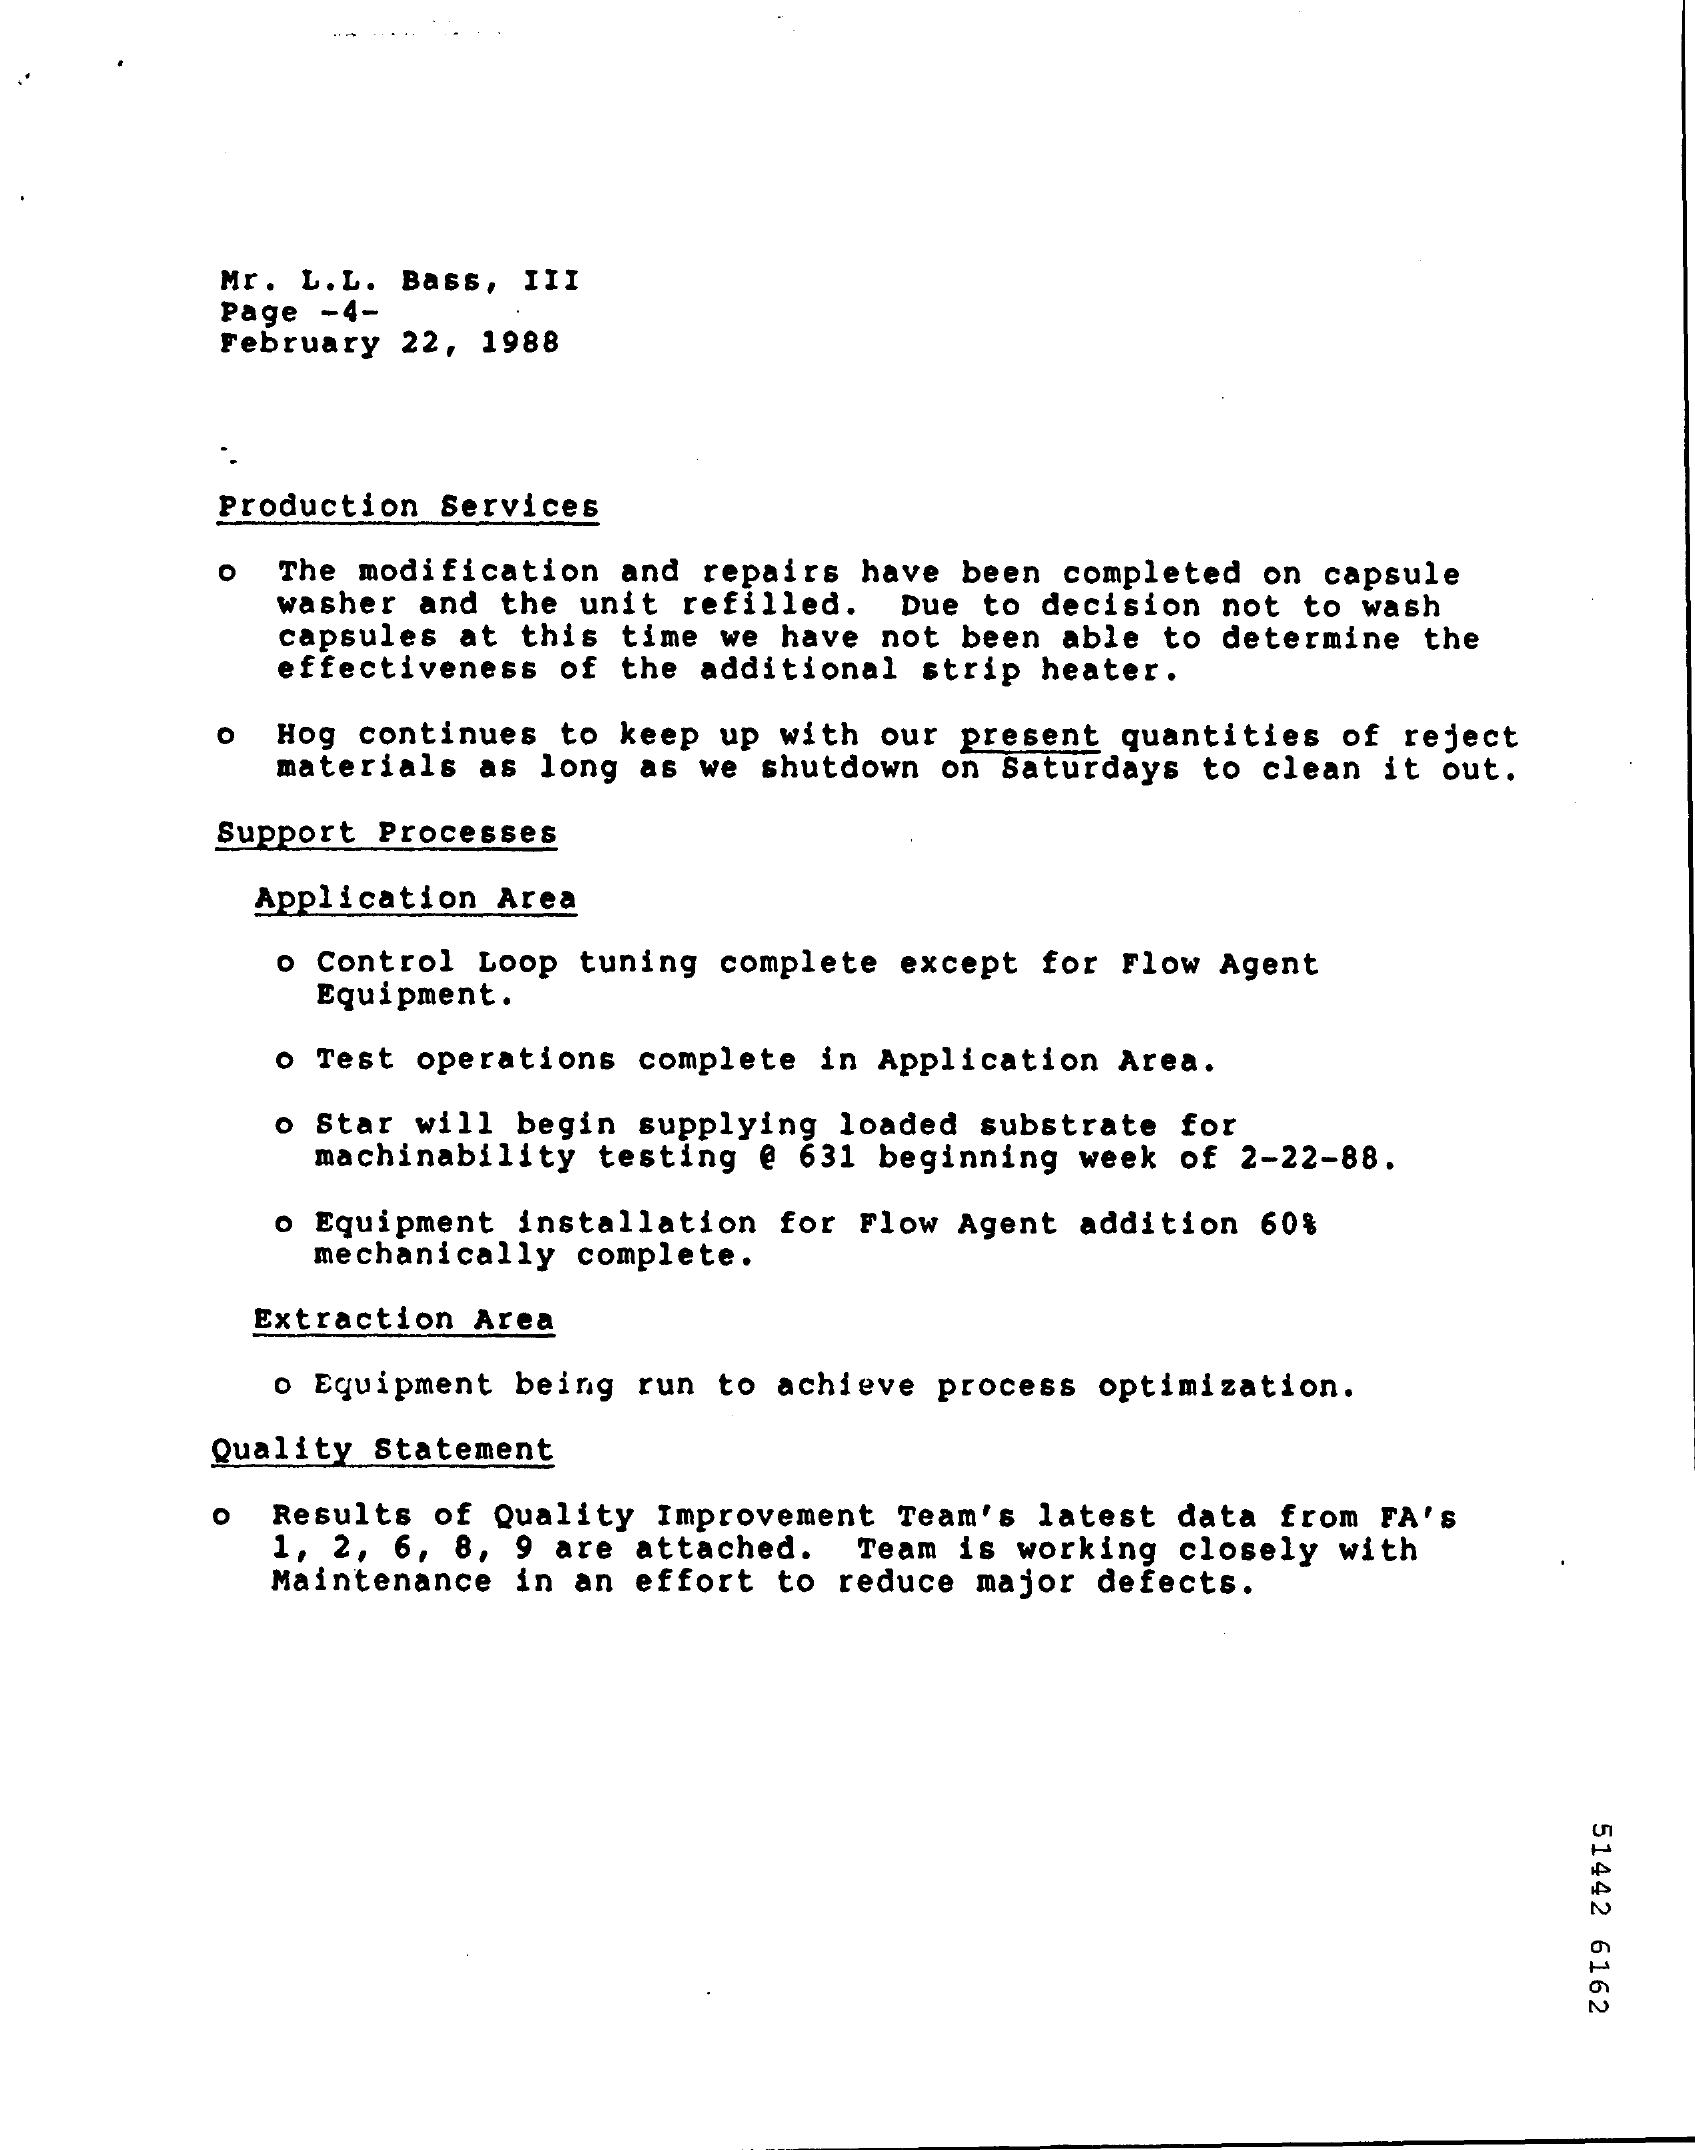 Mr. L.L. Bass, III
Page -4-
February 22, 1988
Production Services
o The modification and repairs have been completed on capsule
washer and the unit refilled. Due to decision not to wash
capsules at this time we have not been able to determine the
effectiveness of the additional strip heater.
o Hog continues to keep up with our present quantities of reject
materials as long as we shutdown on Saturdays to clean it out.
Support Processes
Application Area
o Control Loop tuning complete except for Flow Agent
Equipment.
o Test operations complete in Application Area.
o Star will begin supplying loaded substrate for
machinability testing @ 631 beginning week of 2-22-88.
o Equipment installation for Flow Agent addition 60%
mechanically complete.
Extraction Area
o Equipment being run to achieve process optimization.
Quality Statement
o Results of Quality Improvement Team's latest data from FA's
1, 2, 6, 8, 9 are attached. Team is working closely with
Maintenance in an effort to reduce major defects.
51442 6162